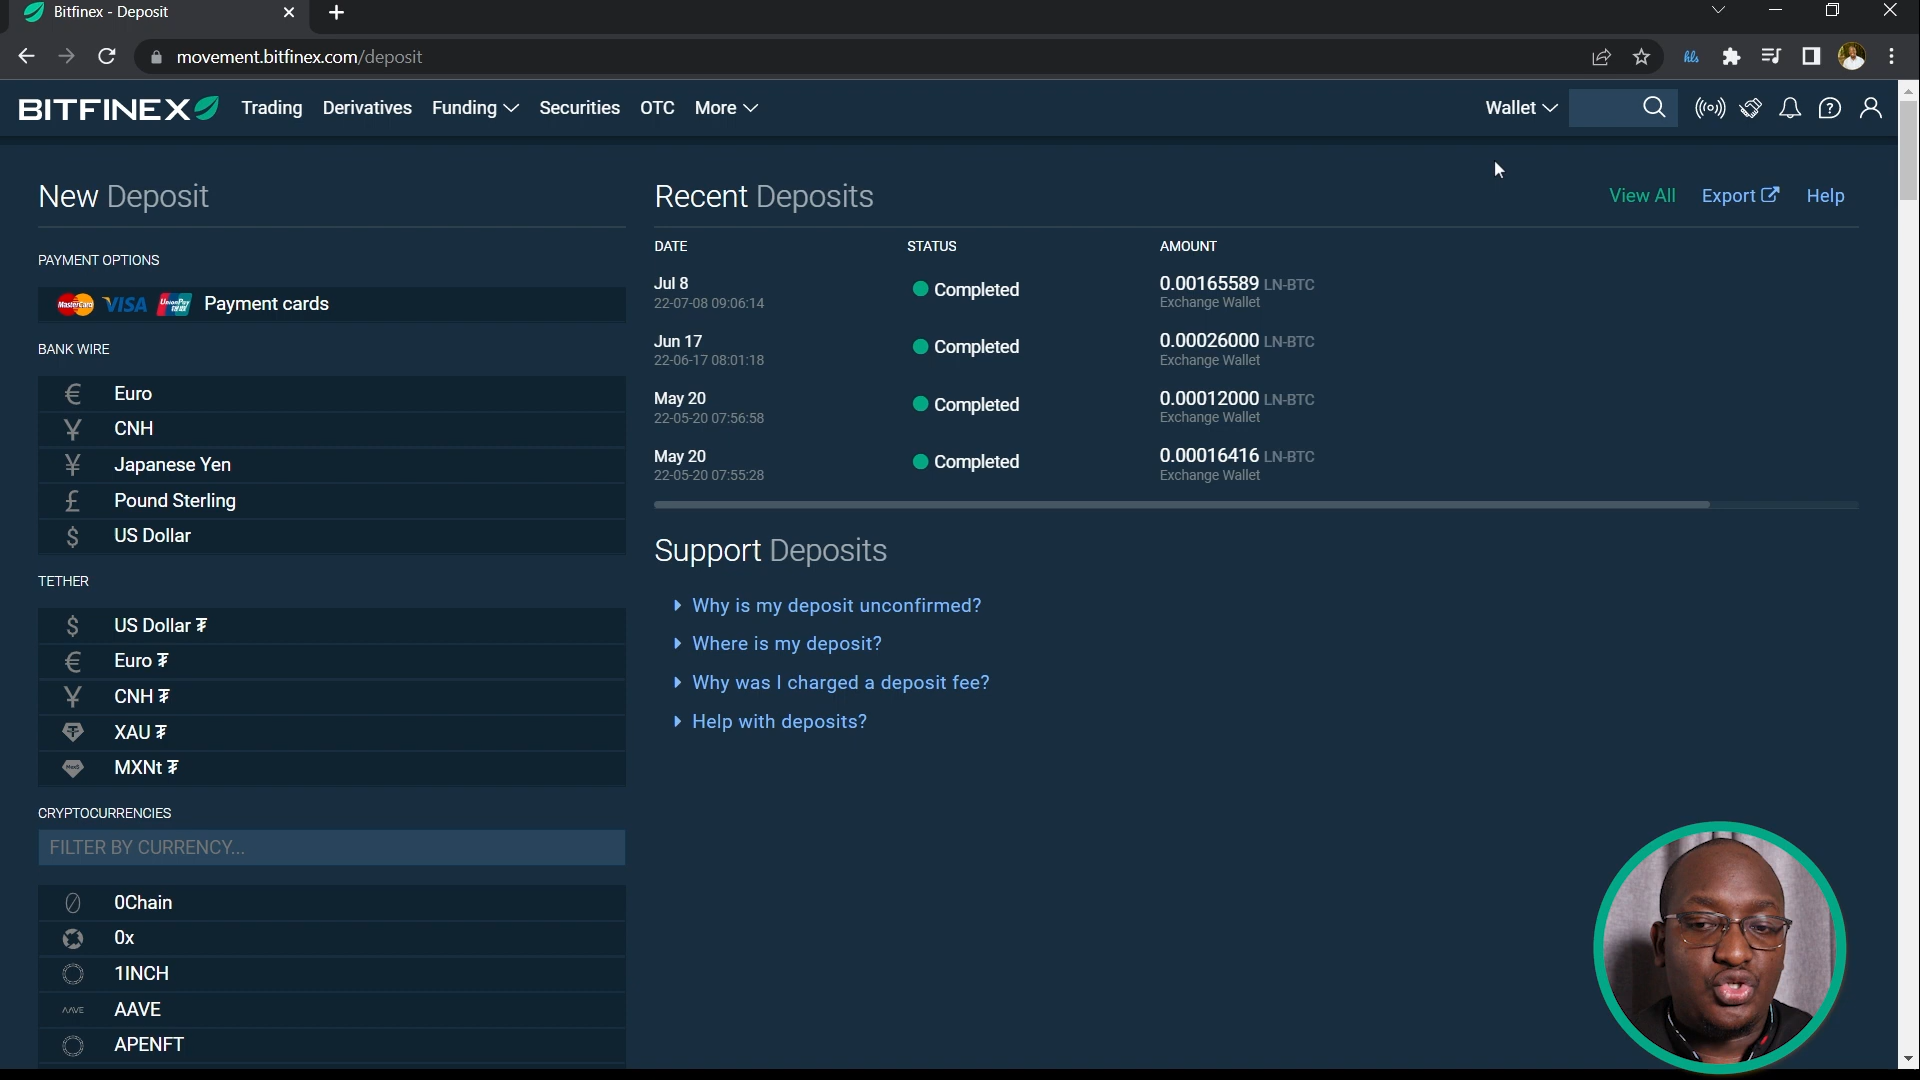 Bitfinex - Deposit
movement.bitfinex.com/deposit
hls
BITFINEX Trading Derivatives Funding Securities OTC More Wallet
New Deposit
PAYMENT OPTIONS
MasterCard VISA UnionPay Payment cards
BANK WIRE
€ Euro
¥ CNH
¥ Japanese Yen
£ Pound Sterling
$ US Dollar
TETHER
$ US Dollar ₮
€ Euro ₮
¥ CNH ₮
XAU ₮
MXNt ₮
CRYPTOCURRENCIES
FILTER BY CURRENCY...
0Chain
0x
1INCH
AAVE AAVE
APENFT
Recent Deposits View All Export Help
DATE STATUS AMOUNT
Jul 8 Completed 0.00165589 LN-BTC
22-07-08 09:06:14 Exchange Wallet
Jun 17 Completed 0.00026000 LN-BTC
22-06-17 08:01:18 Exchange Wallet
May 20 Completed 0.00012000 LN-BTC
22-05-20 07:56:58 Exchange Wallet
May 20 Completed 0.00016416 LN-BTC
22-05-20 07:55:28 Exchange Wallet
Support Deposits
Why is my deposit unconfirmed?
Where is my deposit?
Why was I charged a deposit fee?
Help with deposits?